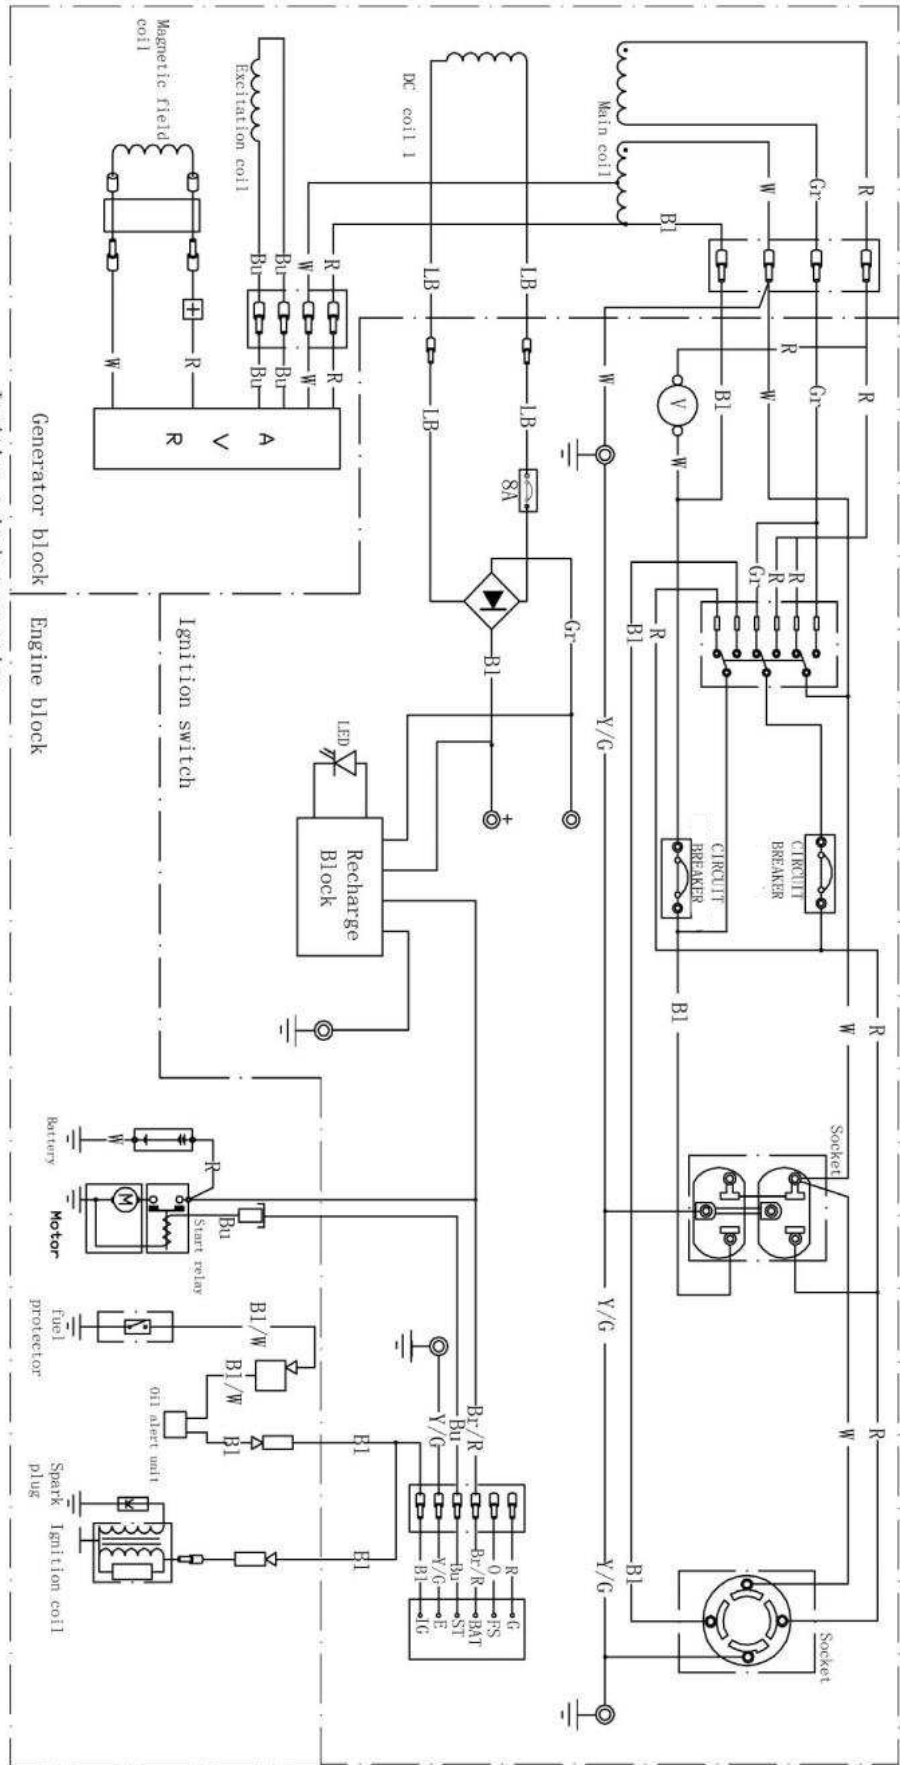 Magnetic field
coil
Excitation coil
DC coil 1
Main coil
R
Gr
W
Bl
R
W
Bu
Bu
LB
LB
W
R
W
R
W
Bu
Bu
R
W
LB
LB
8A
W
V
W
R
Bl
W
Gr
R
A V R
Generator block
Engine block
Ignition switch
Gr
R
R
Bl
R
Gr
Bl
Y/G
LED
+
Recharge
Block
CIRCUIT
BREAKER
CIRCUIT
BREAKER
Bl
W
R
Battery
W
R
M
Motor
Start relay
Bu
Socket
fuel
protector
Bl/W
Bl/W
Oil alert unit
Bl
Bl
Y/G
Bu
Br/R
Y/G
W
R
Spark
plug
Ignition coil
Bl
Bl
Y/G
Bu
Br/R
O
R
IG
E
ST
BAT
FS
G
Y/G
Bl
Socket